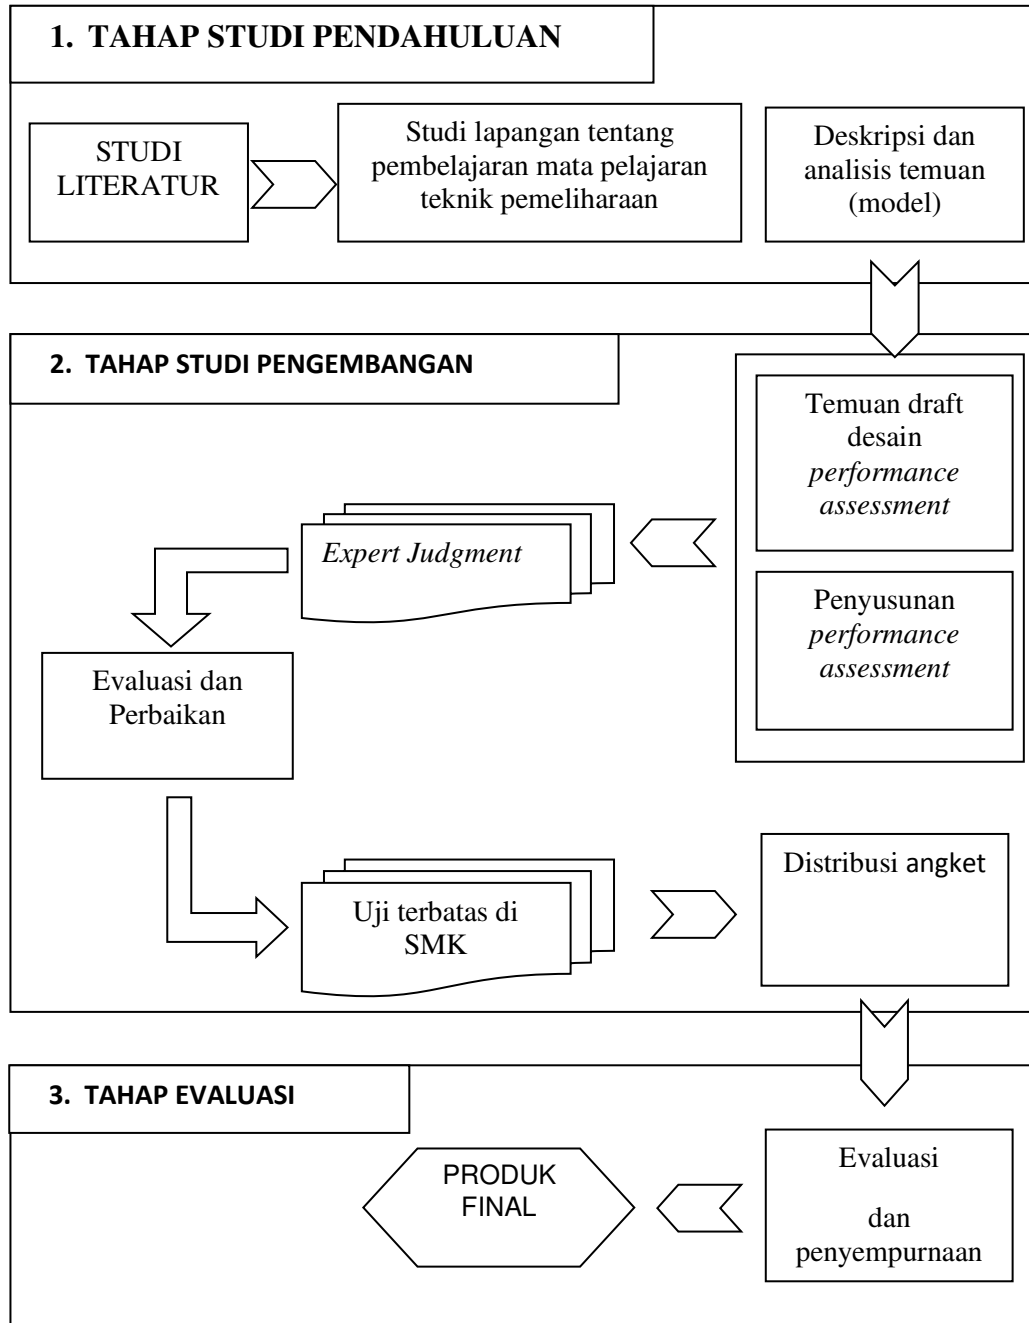 1. TAHAP STUDI PENDAHULUAN
STUDI
LITERATUR
Studi lapangan tentang
pembelajaran mata pelajaran
teknik pemeliharaan
Deskripsi dan
analisis temuan
(model)
2. TAHAP STUDI PENGEMBANGAN
Temuan draft
desain
performance
assessment
Penyusunan
performance
assessment
Expert Judgment
Evaluasi dan
Perbaikan
Uji terbatas di
SMK
Distribusi angket
3. TAHAP EVALUASI
Evaluasi
dan
penyempurnaan
PRODUK
FINAL